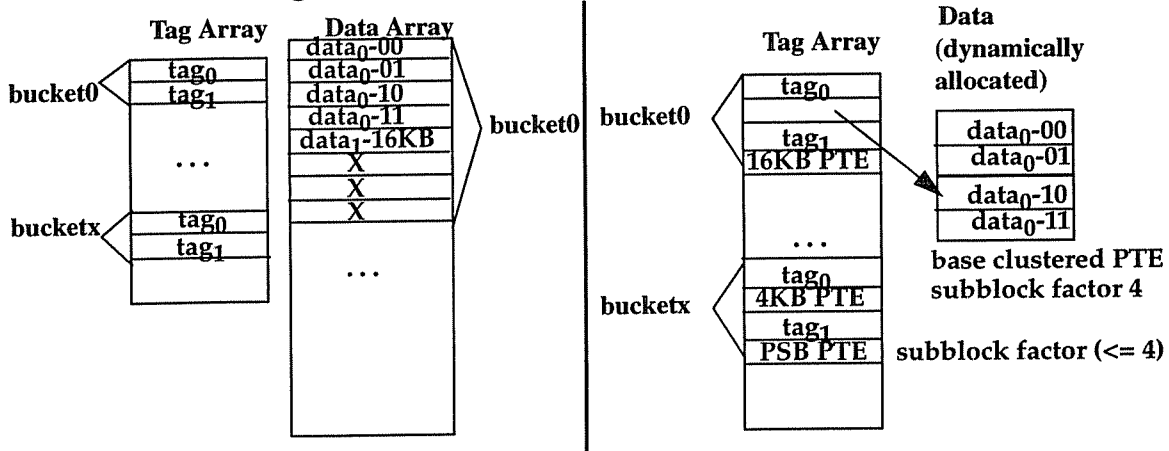 Tag Array
Data Array
bucket0
tag0
tag1
...
bucketx
tag0
tag1
data0-00
data0-01
data0-10
data0-11
data1-16KB
X
X
X
...
bucket0
Tag Array
Data
(dynamically
allocated)
bucket0
tag0
tag1
16KB PTE
...
bucketx
tag0
4KB PTE
tag1
PSB PTE
data0-00
data0-01
data0-10
data0-11
base clustered PTE
subblock factor 4
subblock factor (<= 4)